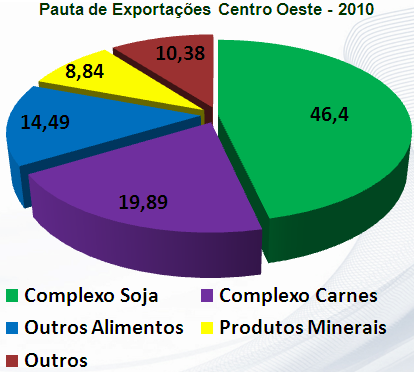 Pauta de Exportações Centro Oeste - 2010
10,38
8,84
46,4
14,49
19,89
Complexo Soja
Complexo Carnes
Outros Alimentos
Produtos Minerais
Outros